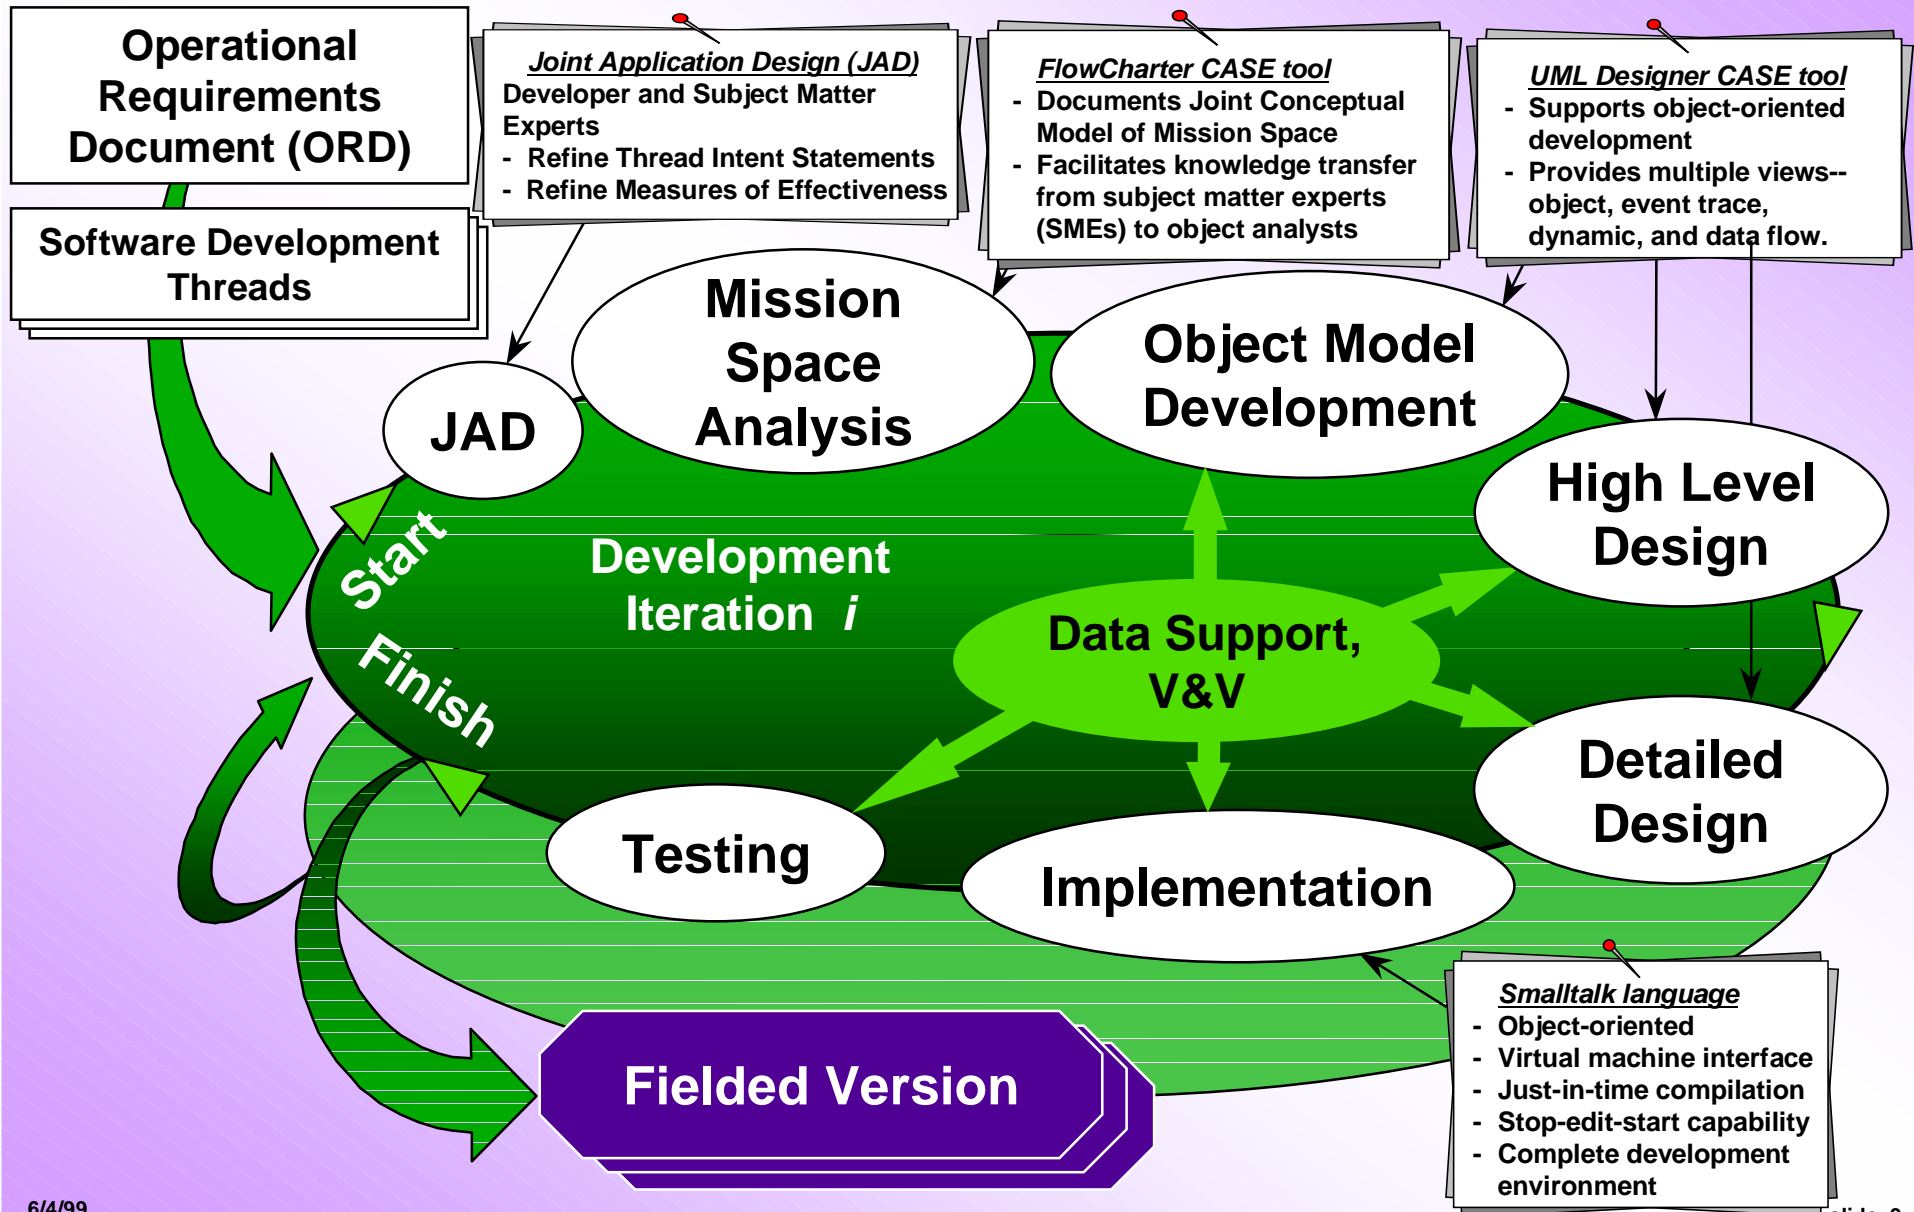 Operational
Requirements
Document (ORD)
Software Development
Threads
Joint Application Design (JAD)
Developer and Subject Matter
Experts
- Refine Thread Intent Statements
- Refine Measures of Effectiveness
FlowCharter CASE tool
- Documents Joint Conceptual
Model of Mission Space
- Facilitates knowledge transfer
from subject matter experts
(SMEs) to object analysts
UML Designer CASE tool
- Supports object-oriented
development
- Provides multiple views--
object, event trace,
dynamic, and data flow.
JAD
Mission
Space
Analysis
Object Model
Development
High Level
Design
Start
Finish
Development
Iteration i
Data Support,
V&V
Detailed
Design
Testing
Implementation
Fielded Version
Smalltalk language
- Object-oriented
- Virtual machine interface
- Just-in-time compilation
- Stop-edit-start capability
- Complete development
environment
6/4/99